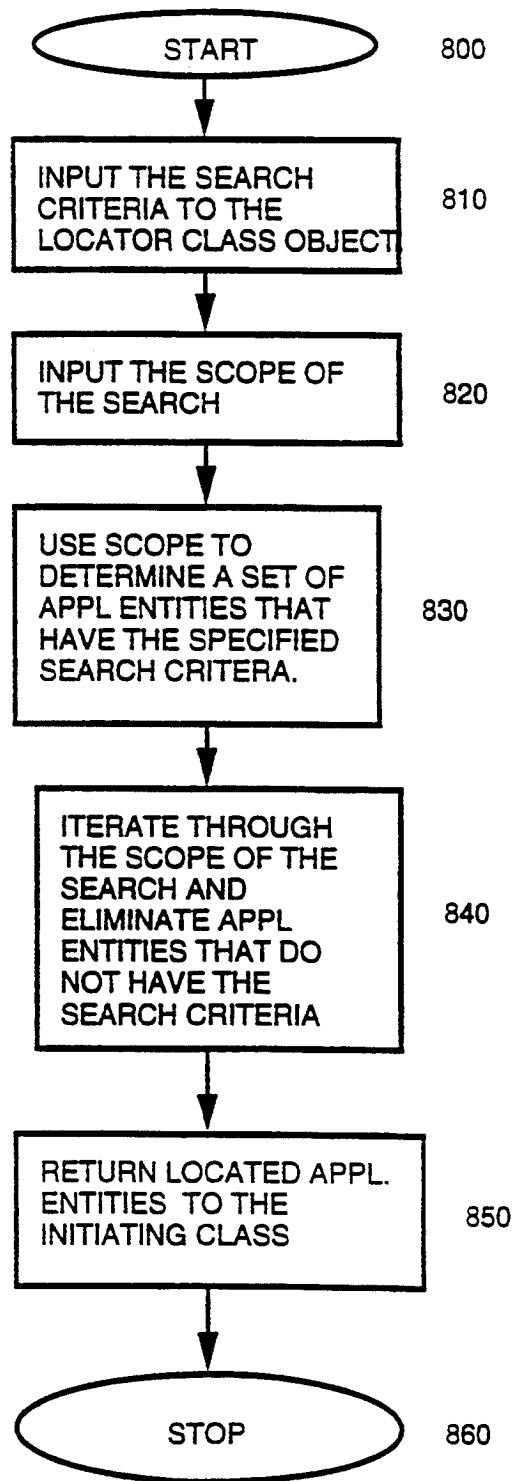 START
800
INPUT THE SEARCH
CRITERIA TO THE
LOCATOR CLASS OBJECT.
810
INPUT THE SCOPE OF
THE SEARCH
820
USE SCOPE TO
DETERMINE A SET OF
APPL ENTITIES THAT
HAVE THE SPECIFIED
SEARCH CRITERA.
830
ITERATE THROUGH
THE SCOPE OF THE
SEARCH AND
ELIMINATE APPL
ENTITIES THAT DO
NOT HAVE THE
SEARCH CRITERIA
840
RETURN LOCATED APPL.
ENTITIES TO THE
INITIATING CLASS
850
STOP
860